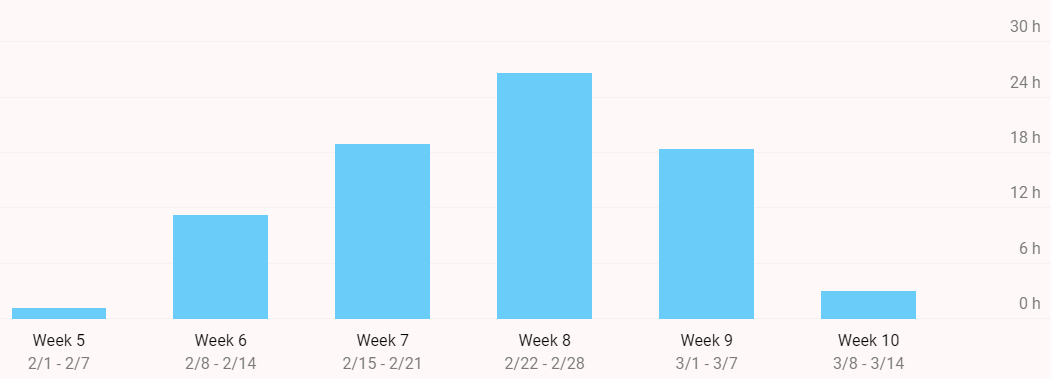 30 h
24 h
18 h
12 h
6 h
0 h
Week 5
2/1 - 2/7
Week 6
2/8 - 2/14
Week 7
2/15 - 2/21
Week 8
2/22 - 2/28
Week 9
3/1 - 3/7
Week 10
3/8 - 3/14